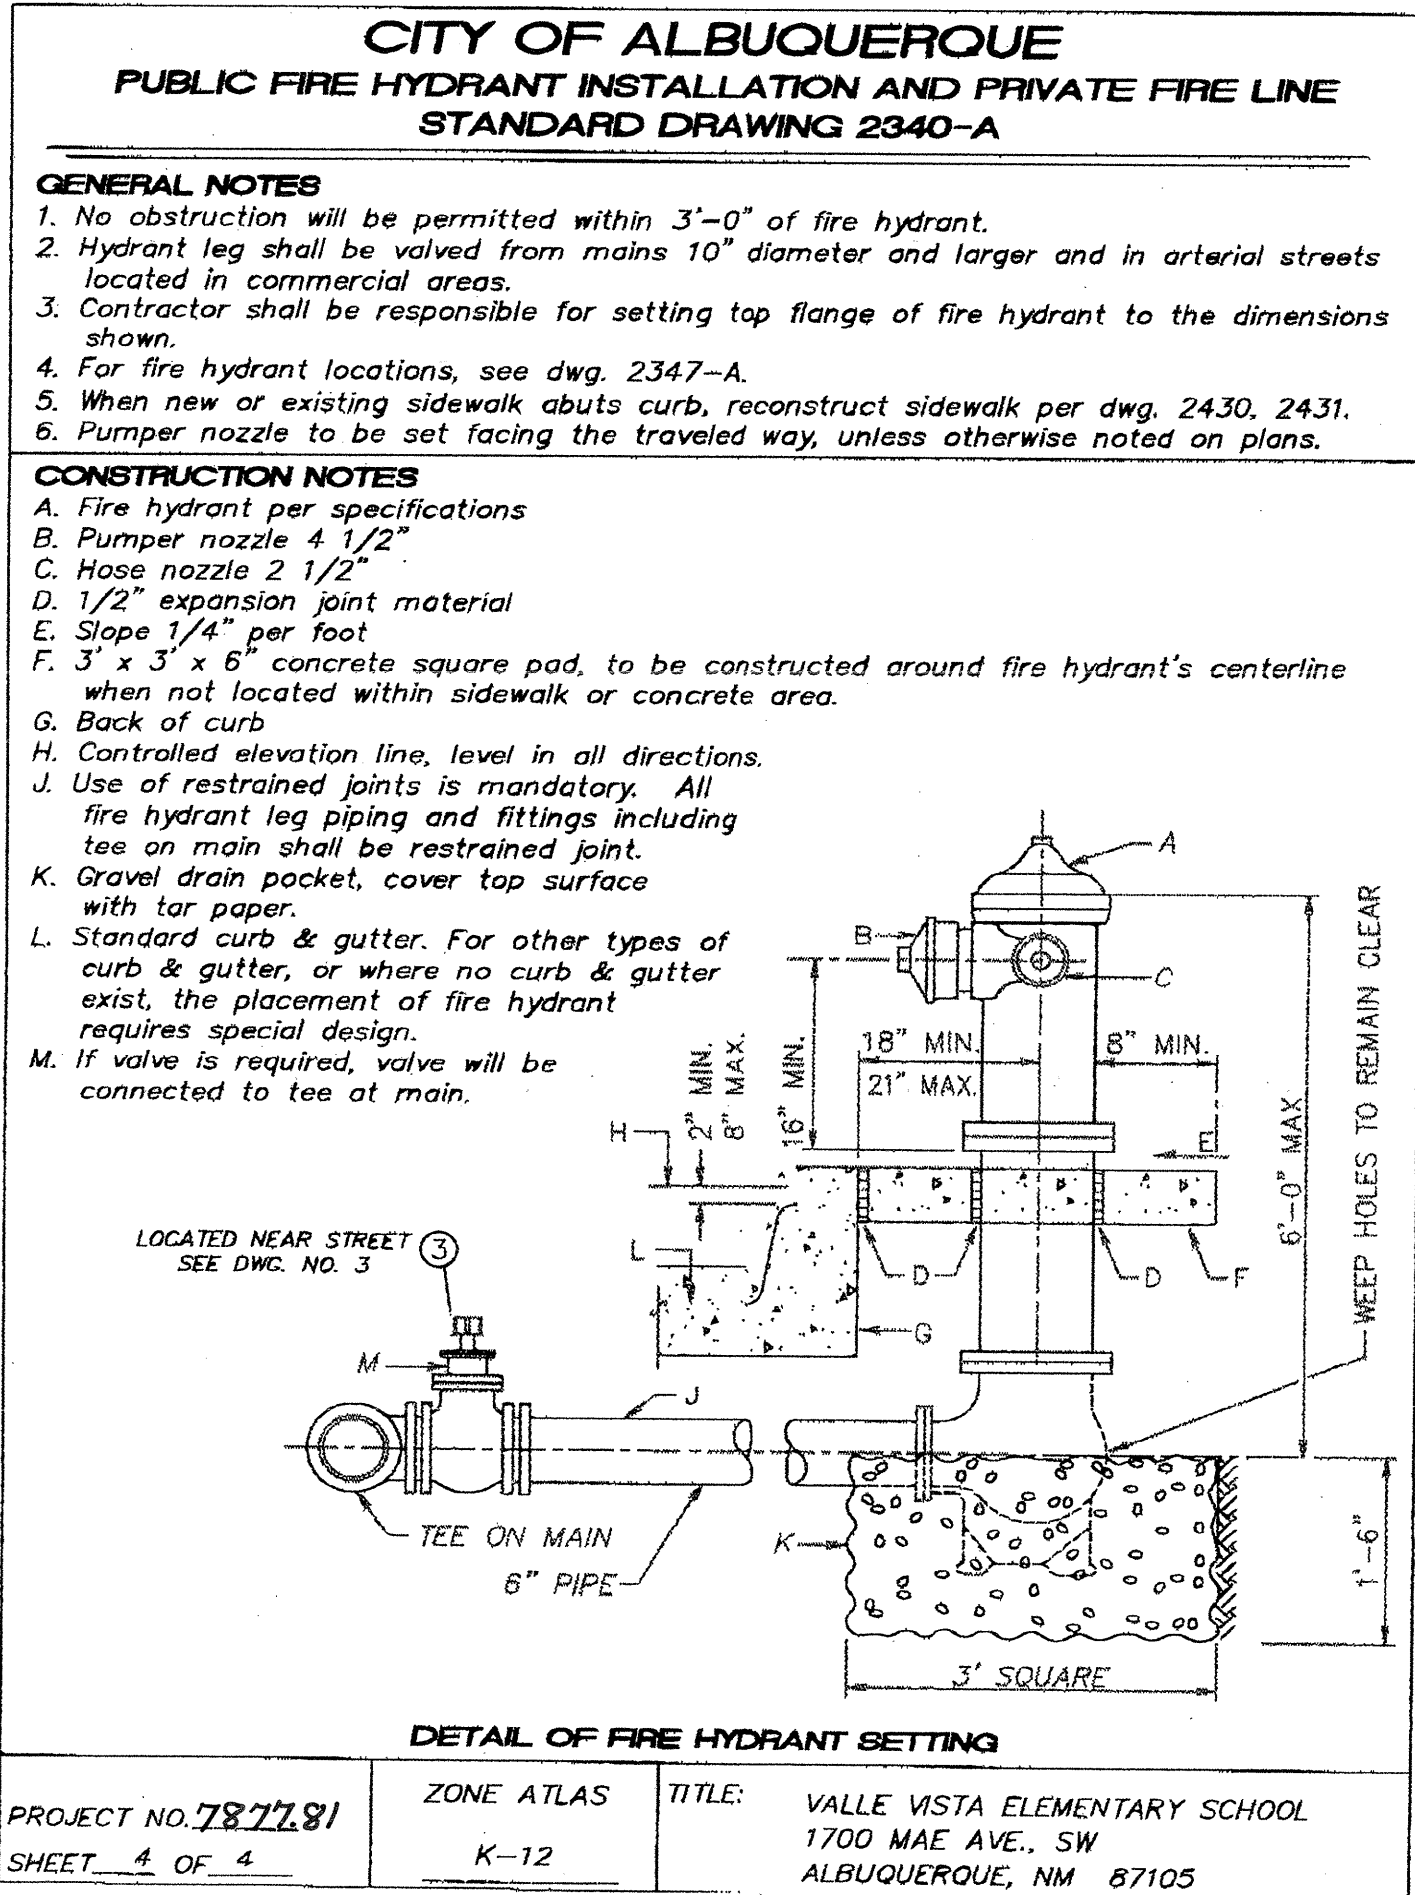 CITY OF ALBUQUERQUE
PUBLIC FIRE HYDRANT INSTALLATION AND PRIVATE FIRE LINE
STANDARD DRAWING 2340-A
GENERAL NOTES
1. No obstruction will be permitted within 3'-0" of fire hydrant.
2. Hydrant leg shall be valved from mains 10" diameter and larger and in arterial streets
located in commercial areas.
3. Contractor shall be responsible for setting top flange of fire hydrant to the dimensions
shown.
4. For fire hydrant locations, see dwg. 2347-A.
5. When new or existing sidewalk abuts curb, reconstruct sidewalk per dwg. 2430, 2431.
6. Pumper nozzle to be set facing the traveled way, unless otherwise noted on plans.
CONSTRUCTION NOTES
A. Fire hydrant per specifications
B. Pumper nozzle 4 1/2"
C. Hose nozzle 2 1/2"
D. 1/2" expansion joint material
E. Slope 1/4" per foot
F. 3' x 3' x 6" concrete square pad, to be constructed around fire hydrant's centerline
when not located within sidewalk or concrete area.
G. Back of curb
H. Controlled elevation line, level in all directions.
J. Use of restrained joints is mandatory. All
fire hydrant leg piping and fittings including
tee on main shall be restrained joint.
K. Gravel drain pocket, cover top surface
with tar paper.
L. Standard curb & gutter. For other types of
curb & gutter, or where no curb & gutter
exist, the placement of fire hydrant
requires special design.
M. If valve is required, valve will be
connected to tee at main.
A
B
C
18" MIN.
21" MAX.
8" MIN.
2" MIN.
8" MAX.
16" MIN.
H
E
6'-0" MAX
WEEP HOLES TO REMAIN CLEAR
LOCATED NEAR STREET
SEE DWG. NO. 3
3
L
D
D
F
G
M
J
TEE ON MAIN
6" PIPE
K
1'-6"
3' SQUARE
DETAIL OF FIRE HYDRANT SETTING
PROJECT NO. 7877.81
SHEET 4 OF 4
ZONE ATLAS
K-12
TITLE:
VALLE VISTA ELEMENTARY SCHOOL
1700 MAE AVE., SW
ALBUQUERQUE, NM 87105